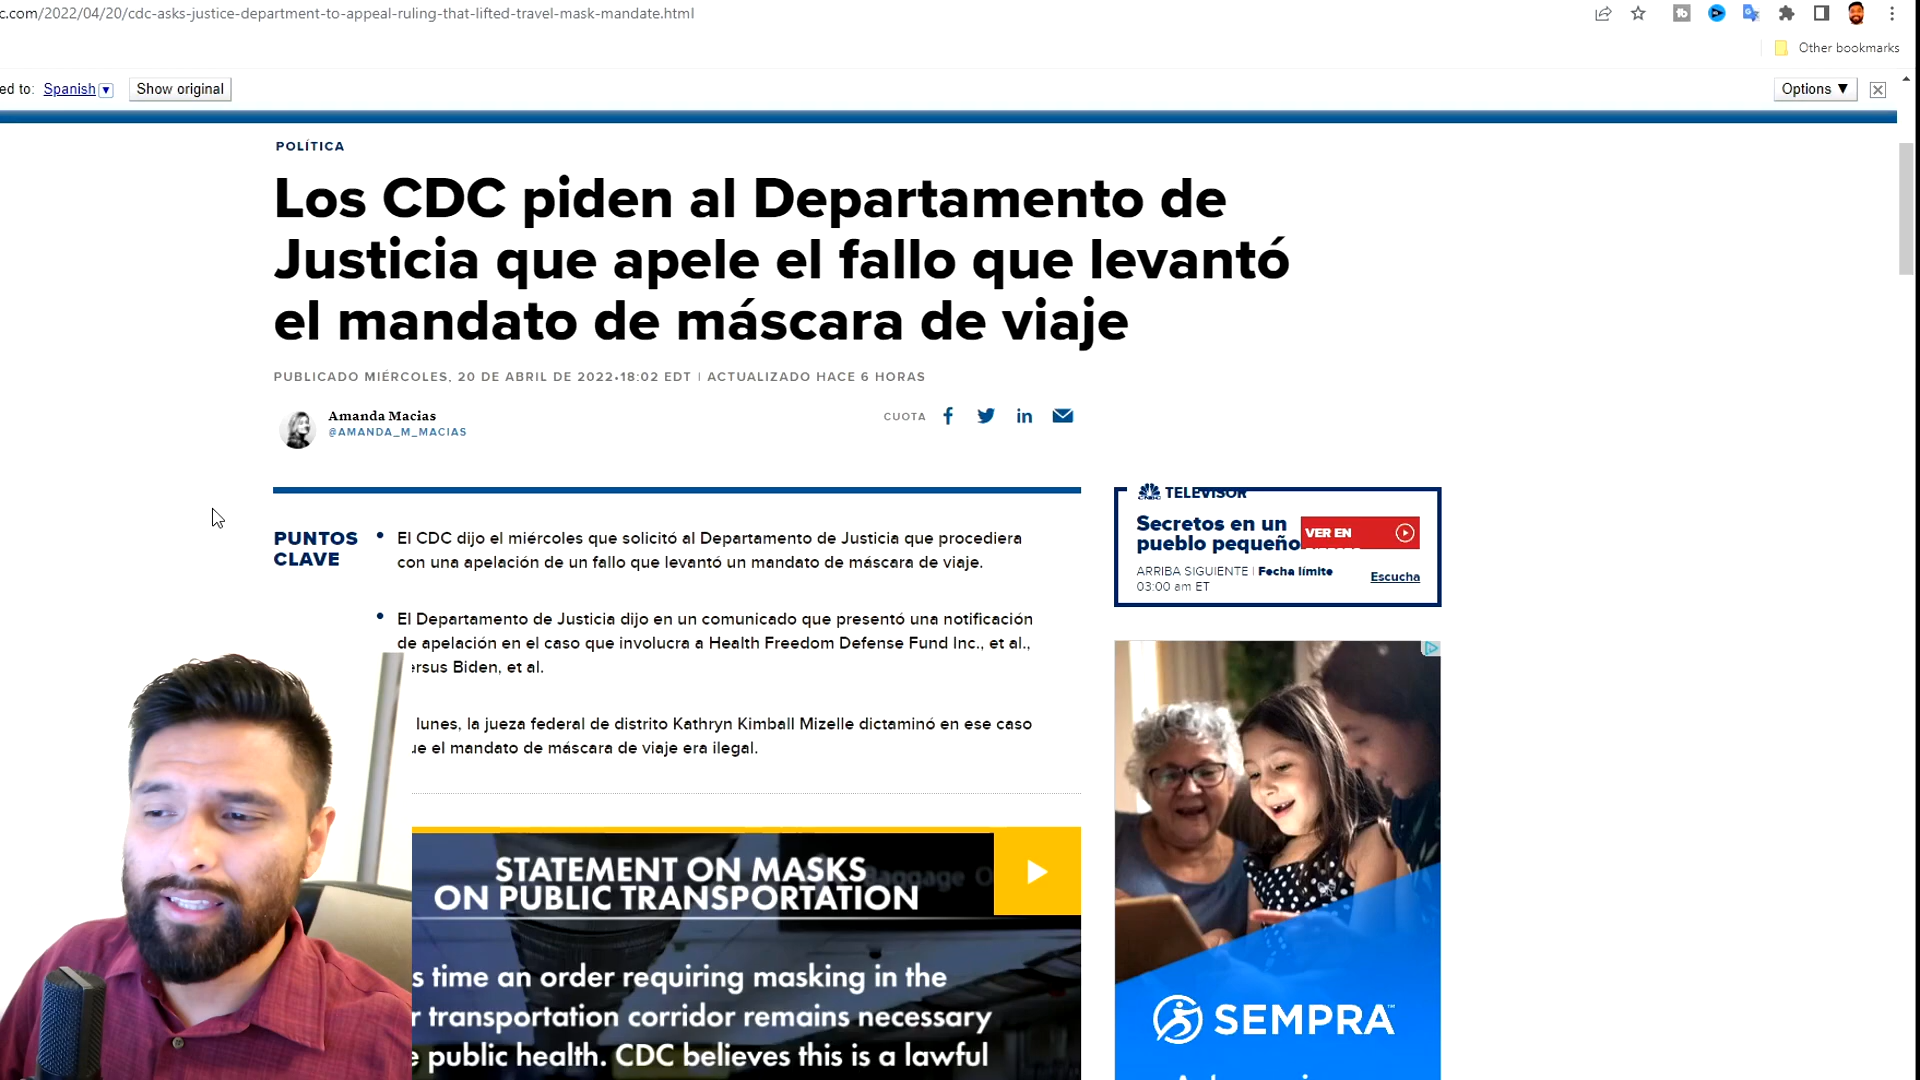 c.com/2022/04/20/cdc-asks-justice-department-to-appeal-ruling-that-lifted-travel-mask-mandate.html
Other bookmarks
ed to: Spanish ▼ Show original
Options ▼
POLÍTICA
Los CDC piden al Departamento de
Justicia que apele el fallo que levantó
el mandato de máscara de viaje
PUBLICADO MIÉRCOLES, 20 DE ABRIL DE 2022•18:02 EDT | ACTUALIZADO HACE 6 HORAS
Amanda Macias
@AMANDA_M_MACIAS
CUOTA
PUNTOS
CLAVE
• El CDC dijo el miércoles que solicitó al Departamento de Justicia que procediera
con una apelación de un fallo que levantó un mandato de máscara de viaje.
• El Departamento de Justicia dijo en un comunicado que presentó una notificación
de apelación en el caso que involucra a Health Freedom Defense Fund Inc., et al.,
ersus Biden, et al.
lunes, la jueza federal de distrito Kathryn Kimball Mizelle dictaminó en ese caso
ue el mandato de máscara de viaje era ilegal.
STATEMENT ON MASKS
ON PUBLIC TRANSPORTATION
s time an order requiring masking in the
r transportation corridor remains necessary
e public health. CDC believes this is a lawful
Baggage
CNBC TELEVISOR
Secretos en un
pueblo pequeño
VER EN
ARRIBA SIGUIENTE | Fecha límite
03:00 am ET
Escucha
SEMPRA™